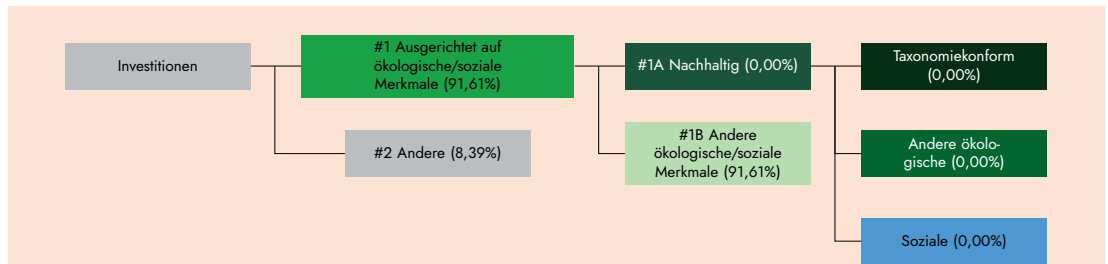 Investitionen
#1 Ausgerichtet auf
ökologische/soziale
Merkmale (91,61%)
#2 Andere (8,39%)
#1A Nachhaltig (0,00%)
#1B Andere
ökologische/soziale
Merkmale (91,61%)
Taxonomiekonform
(0,00%)
Andere ökolo-
gische (0,00%)
Soziale (0,00%)